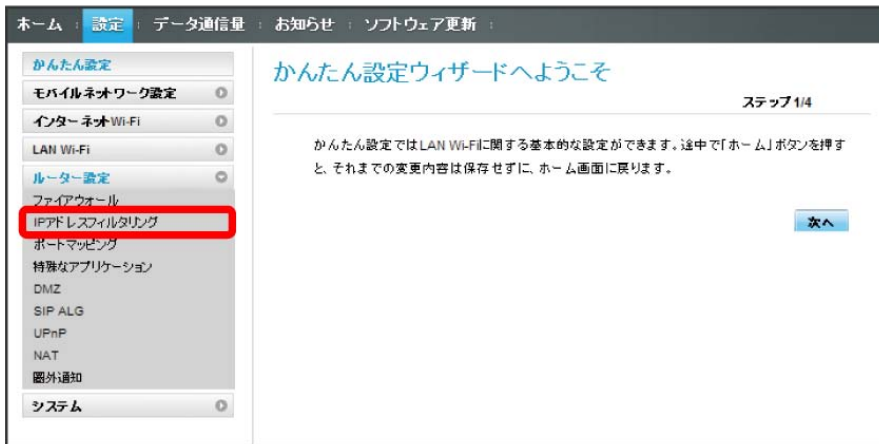 ホーム 設定 データ通信量 お知らせ ソフトウェア更新
かんたん設定
モバイルネットワーク設定
インターネットWi-Fi
LAN Wi-Fi
ルーター設定
ファイアウォール
IPアドレスフィルタリング
ポートマッピング
特殊なアプリケーション
DMZ
SIP ALG
UPnP
NAT
圏外通知
システム
かんたん設定ウィザードへようこそ
ステップ1/4
かんたん設定ではLAN Wi-Fiに関する基本的な設定ができます。途中で「ホーム」ボタンを押す
と、それまでの変更内容は保存せずに、ホーム画面に戻ります。
次へ